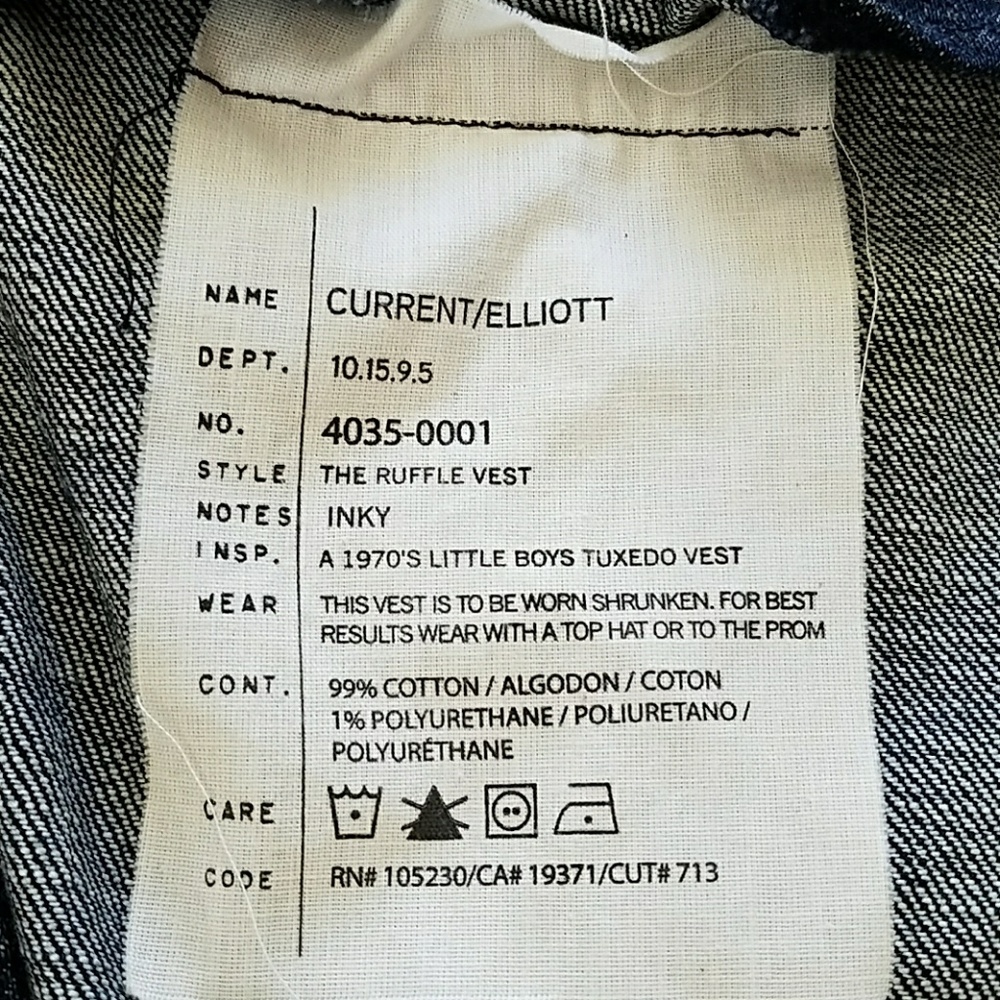 NAME CURRENT/ELLIOTT
DEPT. 10.15.9.5
NO. 4035-0001
STYLE THE RUFFLE VEST
NOTES INKY
INSP. A 1970'S LITTLE BOYS TUXEDO VEST
WEAR THIS VEST IS TO BE WORN SHRUNKEN. FOR BEST
RESULTS WEAR WITH A TOP HAT OR TO THE PROM
CONT. 99% COTTON / ALGODON / COTON
1% POLYURETHANE / POLIURETANO /
POLYURÉTHANE
CARE
CODE RN# 105230/CA# 19371/CUT# 713